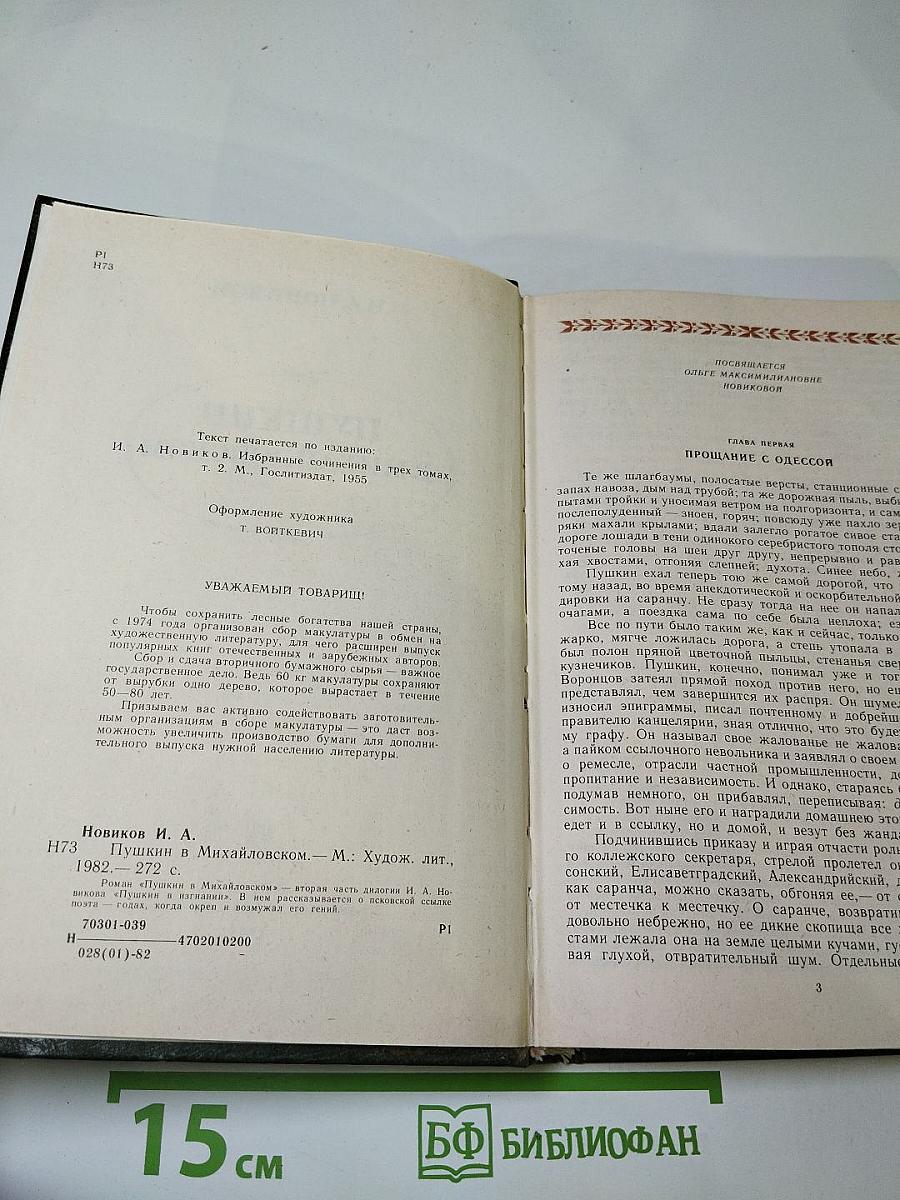 Р1
Н73
Текст печатается по изданию:
И. А. Новиков. Избранные сочинения в трех томах,
т. 2. М., Гослитиздат, 1955
Оформление художника
Т. ВОЙТКЕВИЧ
УВАЖАЕМЫЙ ТОВАРИЩ!
Чтобы сохранить лесные богатства нашей страны,
с 1974 года организован сбор макулатуры в обмен на
художественную литературу, для чего расширен выпуск
популярных книг отечественных и зарубежных авторов.
Сбор и сдача вторичного бумажного сырья — важное
государственное дело. Ведь 60 кг макулатуры сохраняют
от вырубки одно дерево, которое вырастает в течение
50—80 лет.
Призываем вас активно содействовать заготовитель-
ным организациям в сборе макулатуры — это даст воз-
можность увеличить производство бумаги для дополни-
тельного выпуска нужной населению литературы.
Новиков И. А.
Н73 Пушкин в Михайловском.— М.: Худож. лит.,
1982.— 272 с.
Роман «Пушкин в Михайловском» — вторая часть дилогии И. А. Но-
викова «Пушкин в изгнании». В нем рассказывается о псковской ссылке
поэта — годах, когда окреп и возмужал его гений.
70301-039
Н————4702010200
028(01)-82
Р1
ПОСВЯЩАЕТСЯ
ОЛЬГЕ МАКСИМИЛИАНОВНЕ
НОВИКОВОЙ
ГЛАВА ПЕРВАЯ
ПРОЩАНИЕ С ОДЕССОЙ
Те же шлагбаумы, полосатые версты, станционные
запах навоза, дым над трубой; та же дорожная пыль,
пытами тройки и уносимая ветром на полгоризонта, и
послеполуденный — зноен, горяч; повсюду уже пахло
ряки махали крыльями; вдали залегло рогатое сивое
дороге лошади в тени одинокого серебристого тополя
точеные головы на шеи друг другу, непрерывно и
хая хвостами, отгоняя слепней; духота. Синее небо,
Пушкин ехал теперь тою же самой дорогой, что
тому назад, во время анекдотической и оскорбительной
дировки на саранчу. Не сразу тогда на нее он
очагами, а поездка сама по себе была неплоха;
Все по пути было таким же, как и сейчас, только
жарко, мягче ложилась дорога, а степь утопала в
был полон пряной цветочной пыльцы, стенанья
кузнечиков. Пушкин, конечно, понимал уже и
Воронцов затеял прямой поход против него, но
представлял, чем завершится их распря. Он
износил эпиграммы, писал почтенному и
правителю канцелярии, зная отлично, что это
му графу. Он называл свое жалованье не
а пайком ссылочного невольника и заявлял о своем
о ремесле, отрасли частной промышленности,
пропитание и независимость. И однако, стараясь
подумав немного, он прибавлял, переписывая:
симость. Вот ныне его и наградили домашнею
едет и в ссылку, но и домой, и везут без
Подчинившись приказу и играя отчасти
го коллежского секретаря, стрелой пролетел
сонский, Елисаветградский, Александрийский,
как саранча, можно сказать, обгоняя ее,— от
от местечка к местечку. О саранче,
довольно небрежно, но ее дикие скопища все
стами лежала она на земле целыми кучами,
вая глухой, отвратительный шум.
3
15 см
БФ БИБЛИОФАН